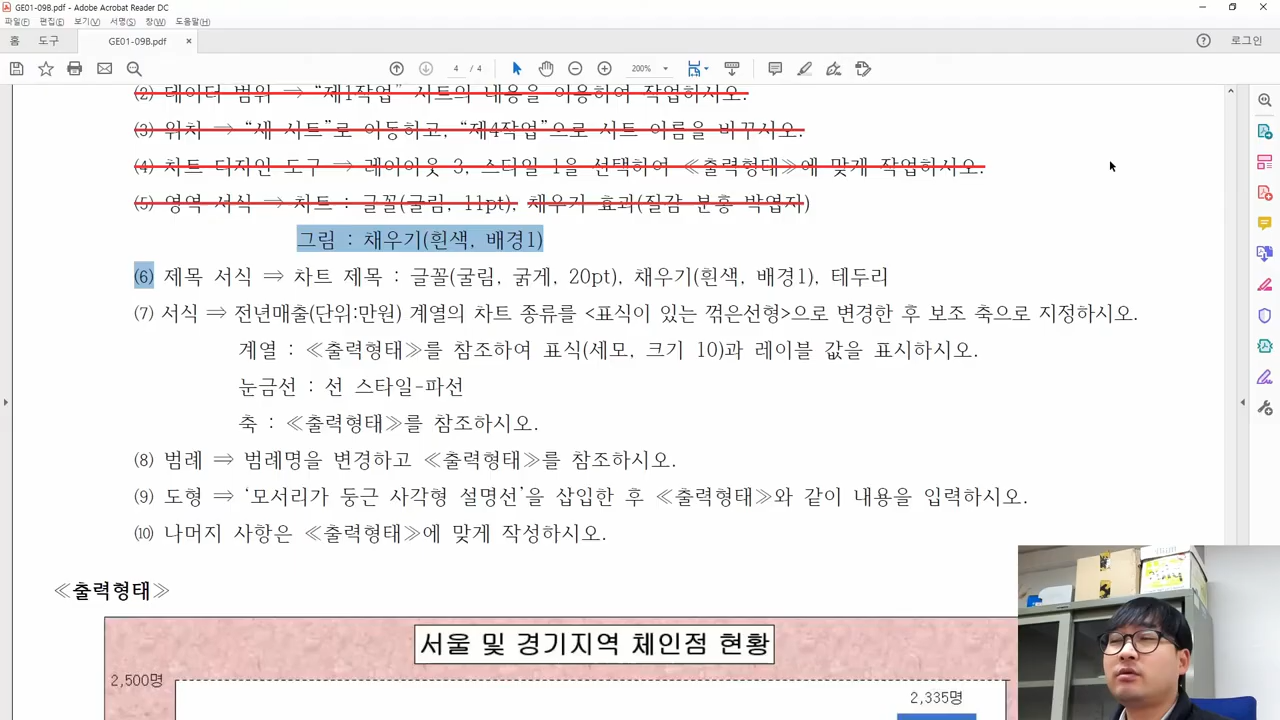 GE01-09B.pdf - Adobe Acrobat Reader DC
파일(F) 편집(E) 보기(V) 서명(S) 창(W) 도움말(H)
홈 도구 GE01-09B.pdf × 로그인
4 / 4 200%
(2) 데이터 범위 ⇒ “제1작업” 시트의 내용을 이용하여 작업하시오.
(3) 위치 ⇒ “새 시트”로 이동하고, “제4작업”으로 시트 이름을 바꾸시오.
(4) 차트 디자인 도구 ⇒ 레이아웃 3, 스타일 1을 선택하여 ≪출력형태≫에 맞게 작업하시오.
(5) 영역 서식 ⇒ 차트 : 글꼴(굴림, 11pt), 채우기 효과(질감-분홍 박엽지)
그림 : 채우기(흰색, 배경1)
(6) 제목 서식 ⇒ 차트 제목 : 글꼴(굴림, 굵게, 20pt), 채우기(흰색, 배경1), 테두리
(7) 서식 ⇒ 전년매출(단위:만원) 계열의 차트 종류를 <표식이 있는 꺾은선형>으로 변경한 후 보조 축으로 지정하시오.
계열 : ≪출력형태≫를 참조하여 표식(세모, 크기 10)과 레이블 값을 표시하시오.
눈금선 : 선 스타일-파선
축 : ≪출력형태≫를 참조하시오.
(8) 범례 ⇒ 범례명을 변경하고 ≪출력형태≫를 참조하시오.
(9) 도형 ⇒ ‘모서리가 둥근 사각형 설명선’을 삽입한 후 ≪출력형태≫와 같이 내용을 입력하시오.
(10) 나머지 사항은 ≪출력형태≫에 맞게 작성하시오.
≪출력형태≫
서울 및 경기지역 체인점 현황
2,500명
2,335명